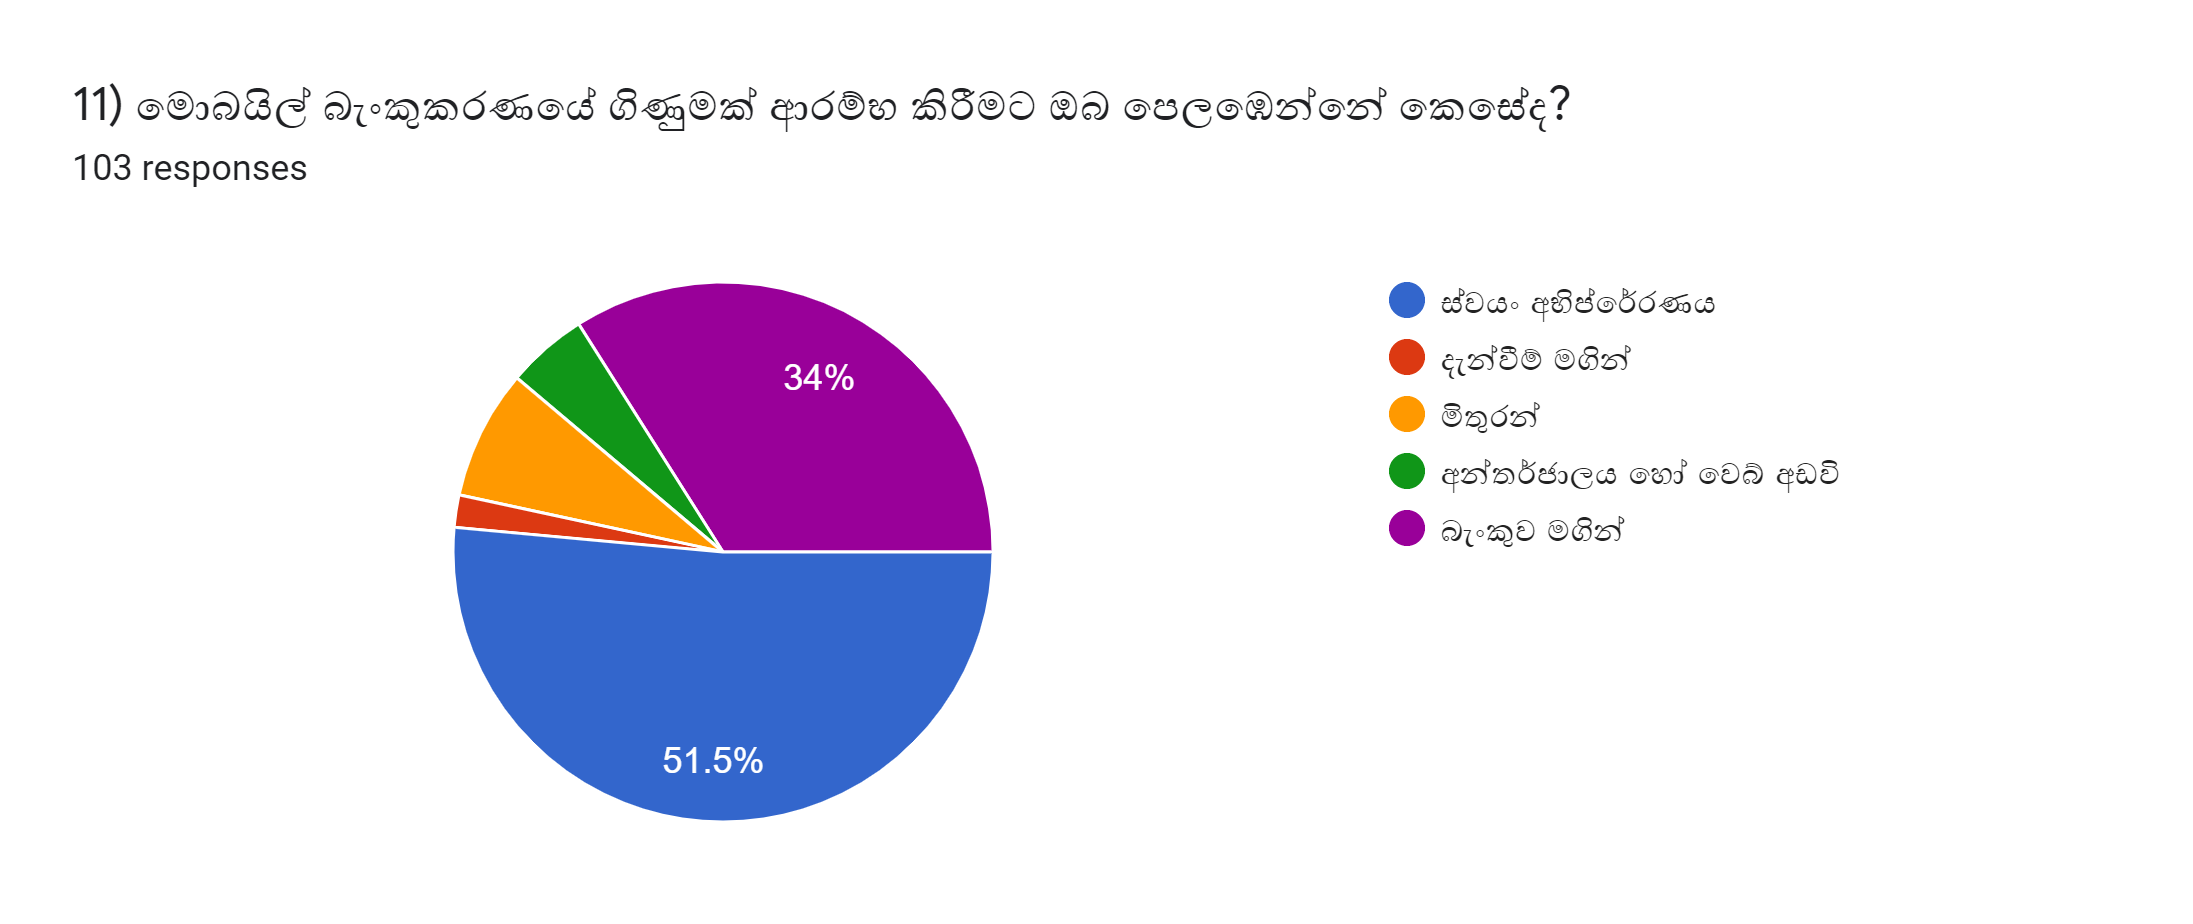 11) මොබයිල් බැංකුකරණයේ ගිණුමක් ආරම්භ කිරීමට ඔබ පෙලඹෙන්නේ කෙසේද?
103 responses
34%
51.5%
ස්වයං අභිප්රේරණය
දැන්වීම් මගින්
මිතුරන්
අන්තර්ජාලය හෝ වෙබ් අඩවි
බැංකුව මගින්